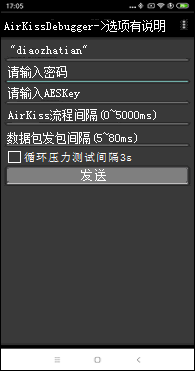 17:05
AirKissDebugger->选项有说明
"diaozhatian"
请输入密码
请输入AESKey
AirKiss流程间隔(0~5000ms)
数据包发包间隔(5~80ms)
循环压力测试间隔3s
发送